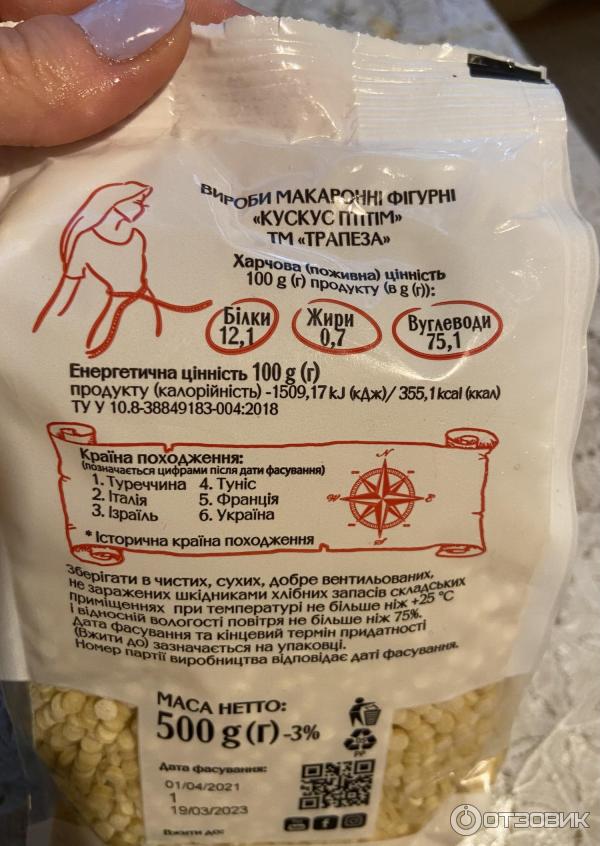 ВИРОБИ МАКАРОННІ ФІГУРНІ
«КУСКУС ПТІТІМ»
ТМ «ТРАПЕЗА»
Харчова (поживна) цінність
100 g (г) продукту (в g (г)):
Білки
12,1
Жири
0,7
Вуглеводи
75,1
Енергетична цінність 100 g (г)
продукту (калорійність) -1509,17 kJ (кДж)/ 355,1 kcal (ккал)
ТУ У 10.8-38849183-004:2018
Країна походження:
(позначається цифрами після дати фасування)
1. Туреччина
2. Італія
3. Ізраїль
4. Туніс
5. Франція
6. Україна
* Історична країна походження
N
W
E
S
Зберігати в чистих, сухих, добре вентильованих,
не заражених шкідниками хлібних запасів складських
приміщеннях при температурі не більше ніж +25 °C
і відносній вологості повітря не більше ніж 75%.
Дата фасування та кінцевий термін придатності
(Вжити до) зазначається на упаковці.
Номер партії виробництва відповідає даті фасування.
МАСА НЕТТО:
500 g (г) -3%
PP
Дата фасування:
01/04/2021
1
19/03/2023
Вжити до:
ОТЗОВИК